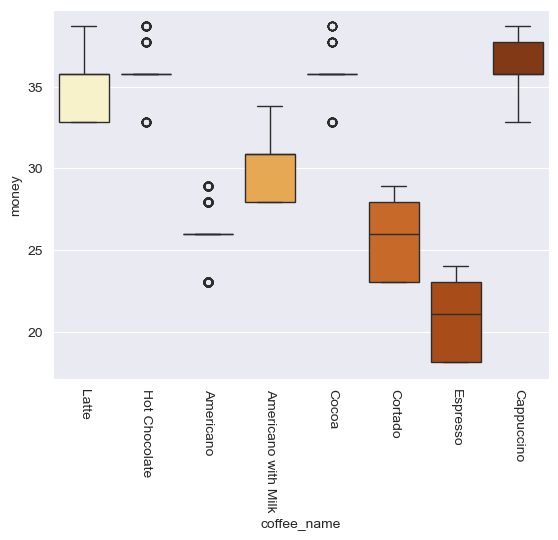 money
35
30
25
20
Latte
Hot Chocolate
Americano
Americano with Milk
Cocoa
Cortado
Espresso
Cappuccino
coffee_name